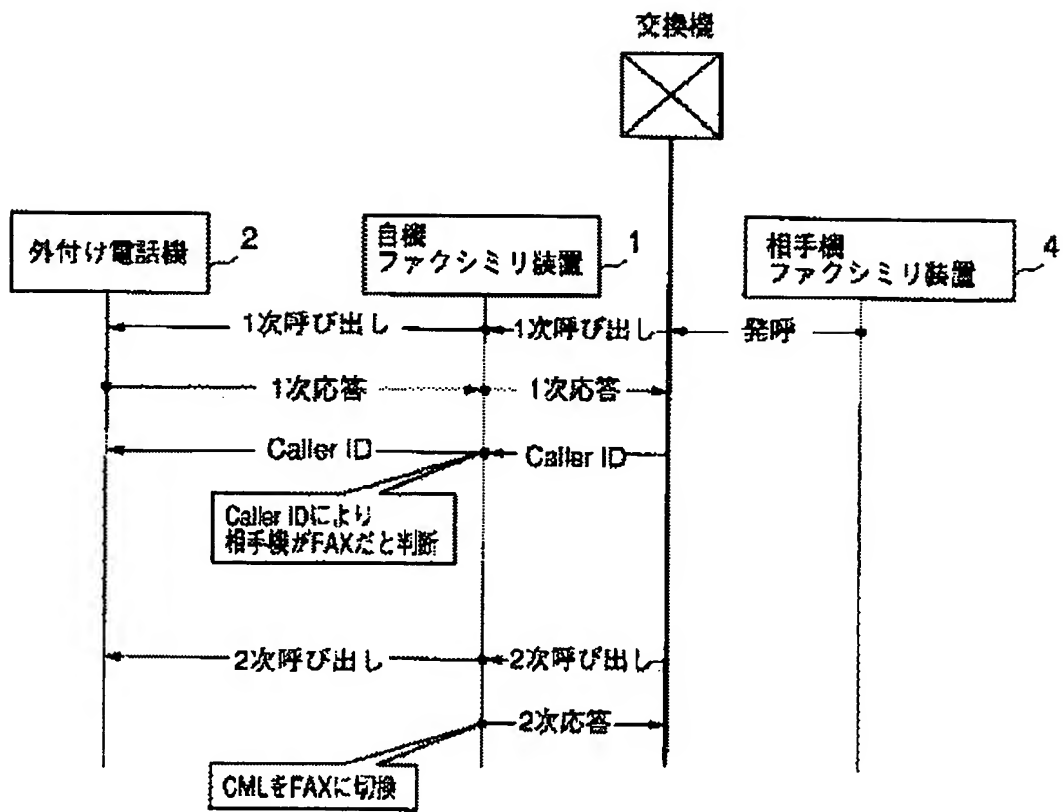 交換機
外付け電話機
2
自機
ファクシミリ装置
1
相手機
ファクシミリ装置
4
1次呼び出し
1次呼び出し
発呼
1次応答
1次応答
Caller ID
Caller ID
Caller IDにより
相手機がFAXだと判断
2次呼び出し
2次呼び出し
2次応答
CMLをFAXに切換